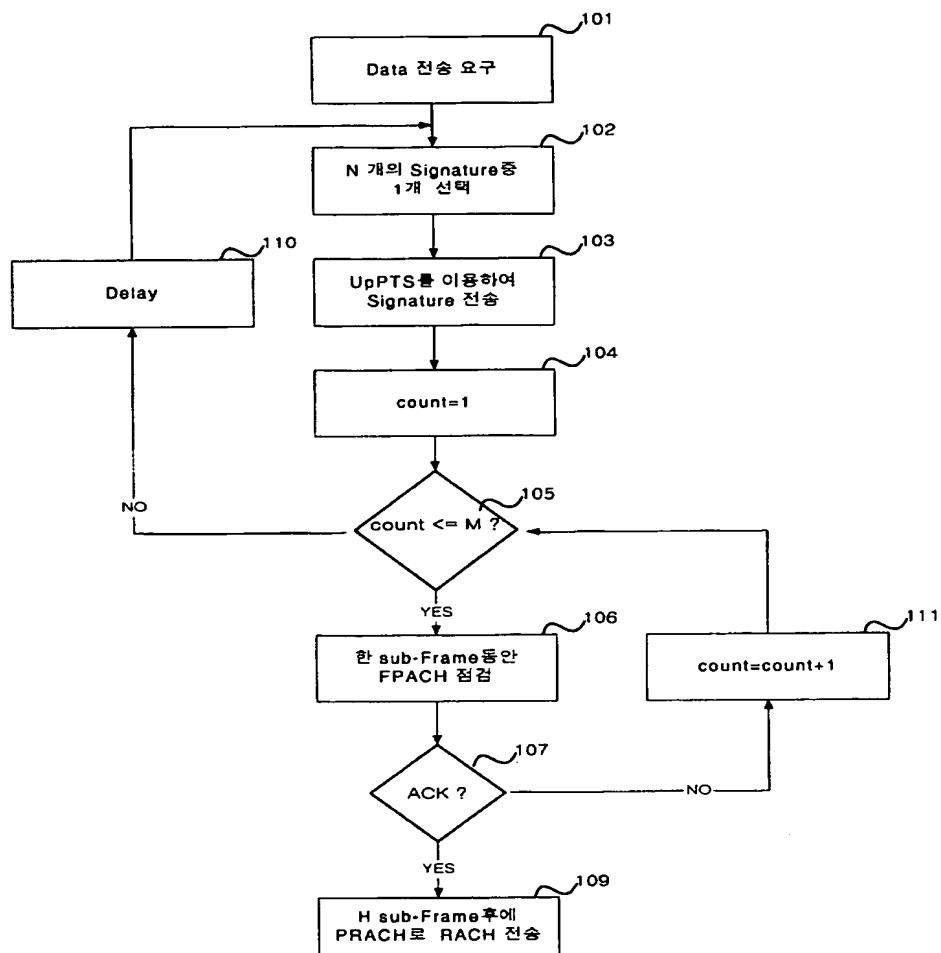 101
Data 전송 요구
102
N 개의 Signature중
1개 선택
103
UpPTS를 이용하여
Signature 전송
110
Delay
104
count=1
105
count <= M ?
NO
YES
106
한 sub-Frame동안
FPACH 점검
111
count=count+1
107
ACK ?
NO
YES
109
H sub-Frame후에
PRACH로 RACH 전송